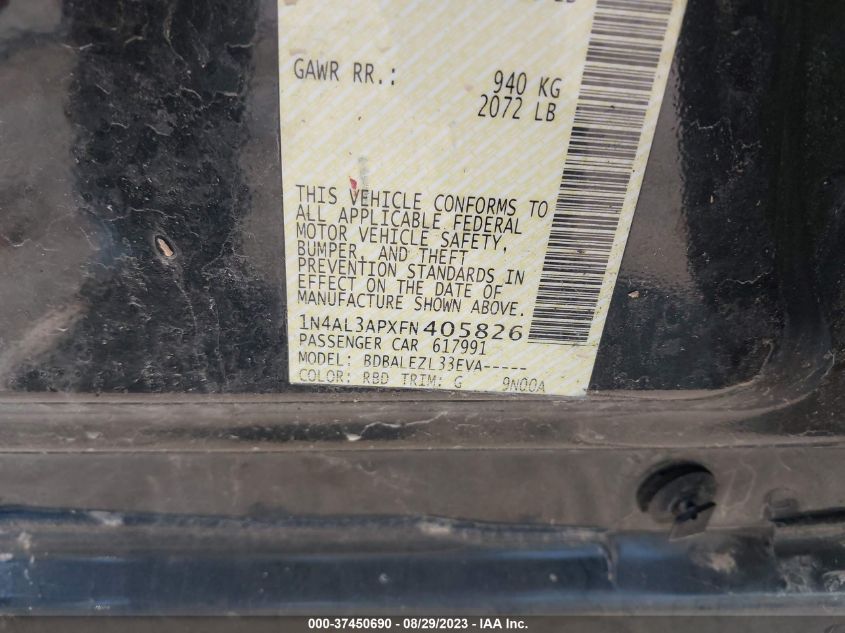 GAWR RR.: 940 KG
2072 LB
THIS VEHICLE CONFORMS TO
ALL APPLICABLE FEDERAL
MOTOR VEHICLE SAFETY,
BUMPER, AND THEFT
PREVENTION STANDARDS IN
EFFECT ON THE DATE OF
MANUFACTURE SHOWN ABOVE.
1N4AL3APXFN405826
PASSENGER CAR 617991
MODEL: BDBALEZL33EVA-----
COLOR: RBD TRIM: G 9N00A
000-37450690 - 08/29/2023 - IAA Inc.